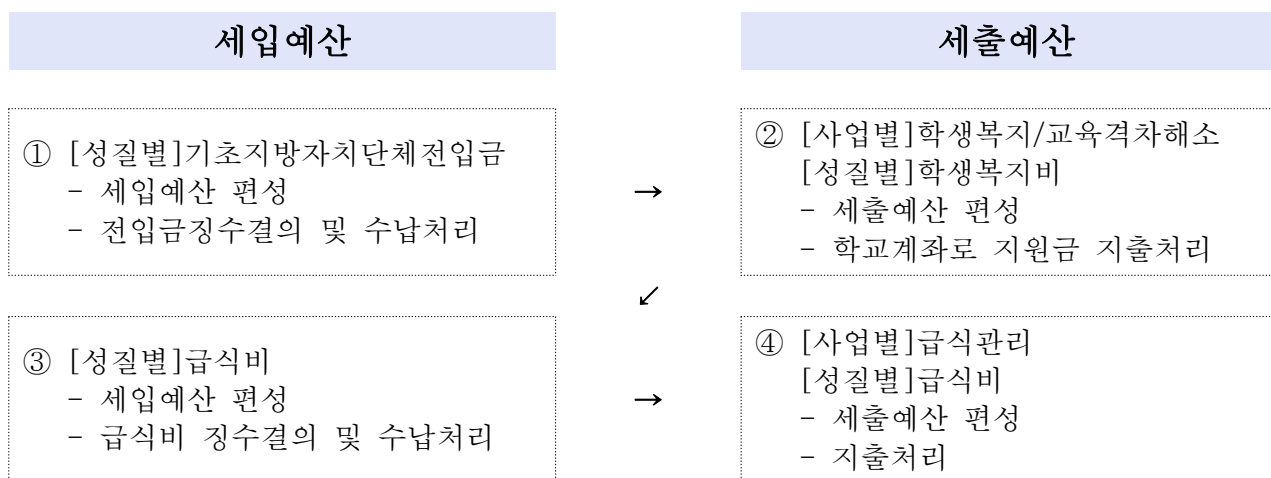 세입예산
세출예산
① [성질별]기초지방자치단체전입금
- 세입예산 편성
- 전입금징수결의 및 수납처리
→
② [사업별]학생복지/교육격차해소
[성질별]학생복지비
- 세출예산 편성
- 학교계좌로 지원금 지출처리
↙
③ [성질별]급식비
- 세입예산 편성
- 급식비 징수결의 및 수납처리
→
④ [사업별]급식관리
[성질별]급식비
- 세출예산 편성
- 지출처리